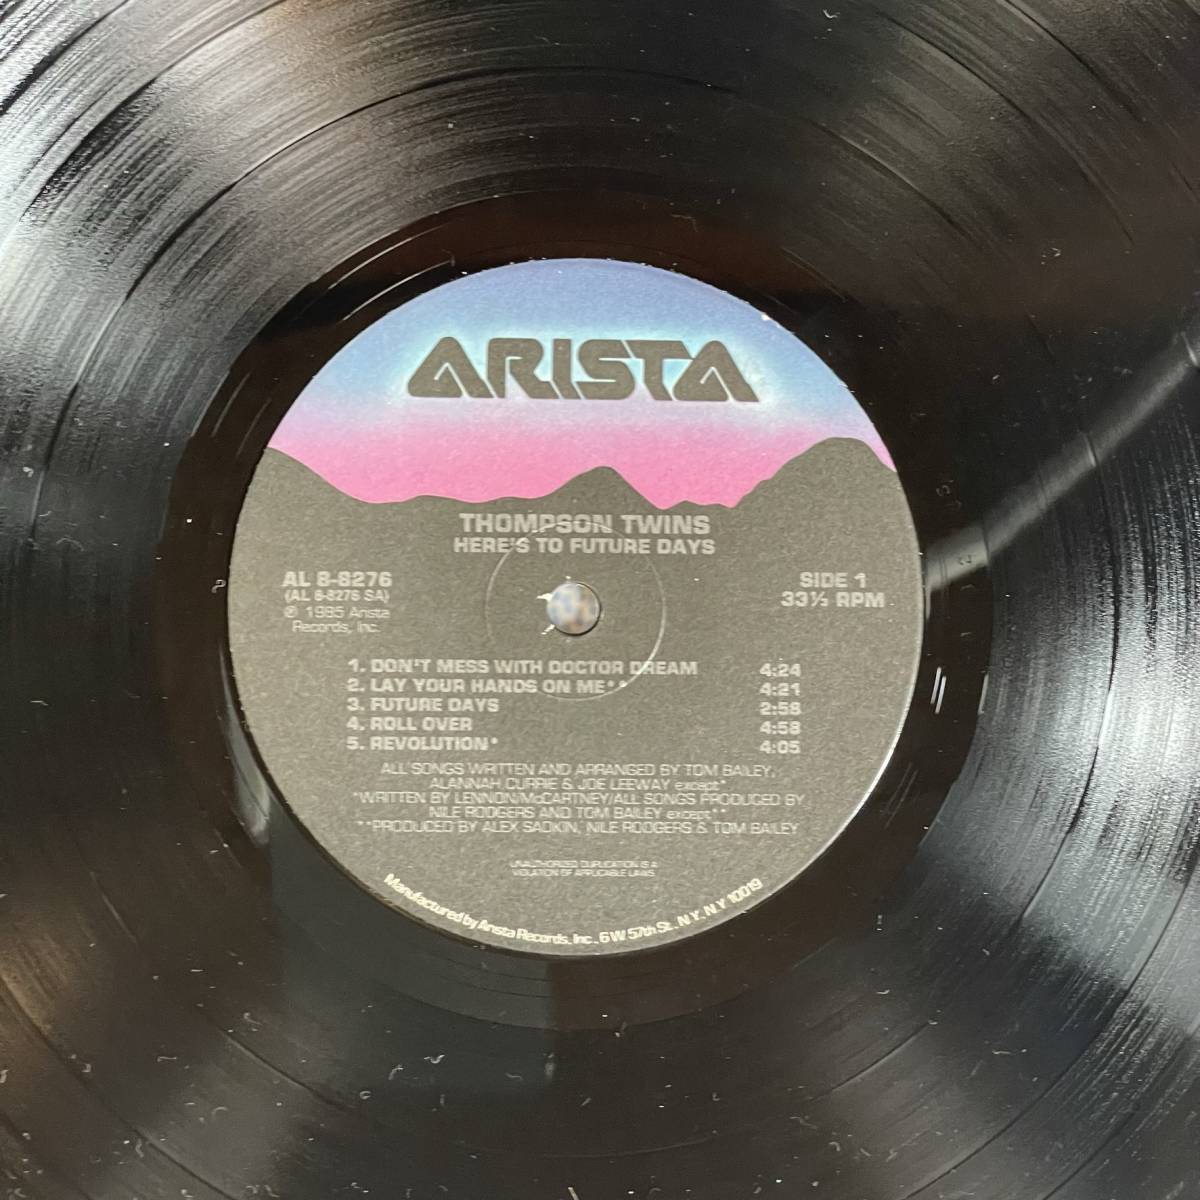 ARISTA
THOMPSON TWINS
HERE'S TO FUTURE DAYS
AL 8-8276
(AL 8-8276 SA)
℗ 1985 Arista
Records, Inc.
SIDE 1
33⅓ RPM
1. DON'T MESS WITH DOCTOR DREAM 4:24
2. LAY YOUR HANDS ON ME** 4:21
3. FUTURE DAYS 2:58
4. ROLL OVER 4:58
5. REVOLUTION* 4:05
ALL SONGS WRITTEN AND ARRANGED BY TOM BAILEY,
ALANNAH CURRIE & JOE LEEWAY except*
*WRITTEN BY LENNON/McCARTNEY/ALL SONGS PRODUCED BY
NILE RODGERS AND TOM BAILEY except**
**PRODUCED BY ALEX SADKIN, NILE RODGERS & TOM BAILEY
UNAUTHORIZED DUPLICATION IS A
VIOLATION OF APPLICABLE LAWS
Manufactured by Arista Records, Inc., 6 W 57th St., N.Y., N.Y 10019